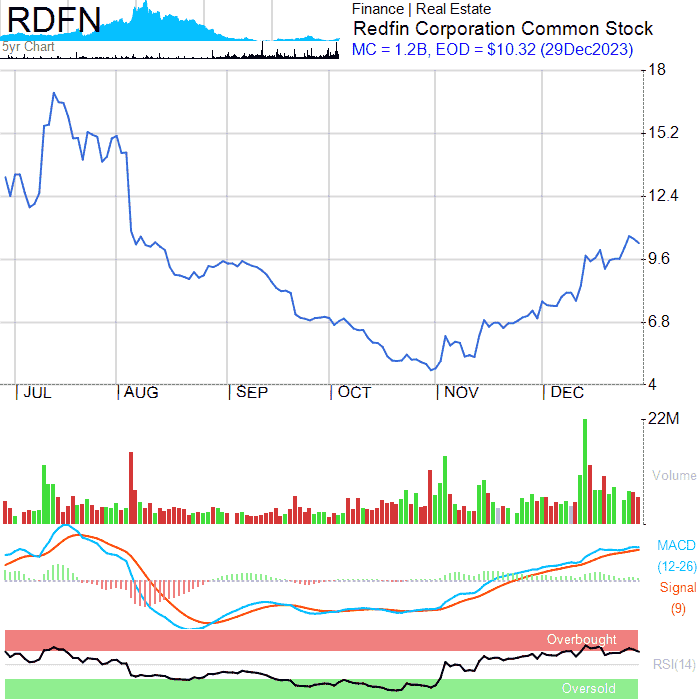 RDFN
5yr Chart
Finance | Real Estate
Redfin Corporation Common Stock
MC = 1.2B, EOD = $10.32 (29Dec2023)
18
15.2
12.4
9.6
6.8
4
JUL AUG SEP OCT NOV DEC
22M
Volume
MACD
(12-26)
Signal
(9)
Overbought
RSI(14)
Oversold